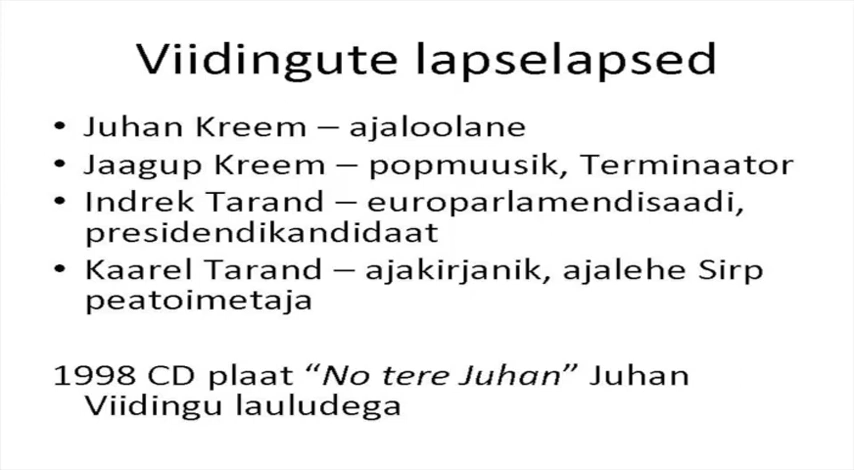 Viidingute lapselapsed
• Juhan Kreem – ajaloolane
• Jaagup Kreem – popmuusik, Terminaator
• Indrek Tarand – europarlamendisaadi,
presidendikandidaat
• Kaarel Tarand – ajakirjanik, ajalehe Sirp
peatoimetaja
1998 CD plaat “No tere Juhan” Juhan
Viidingu lauludega